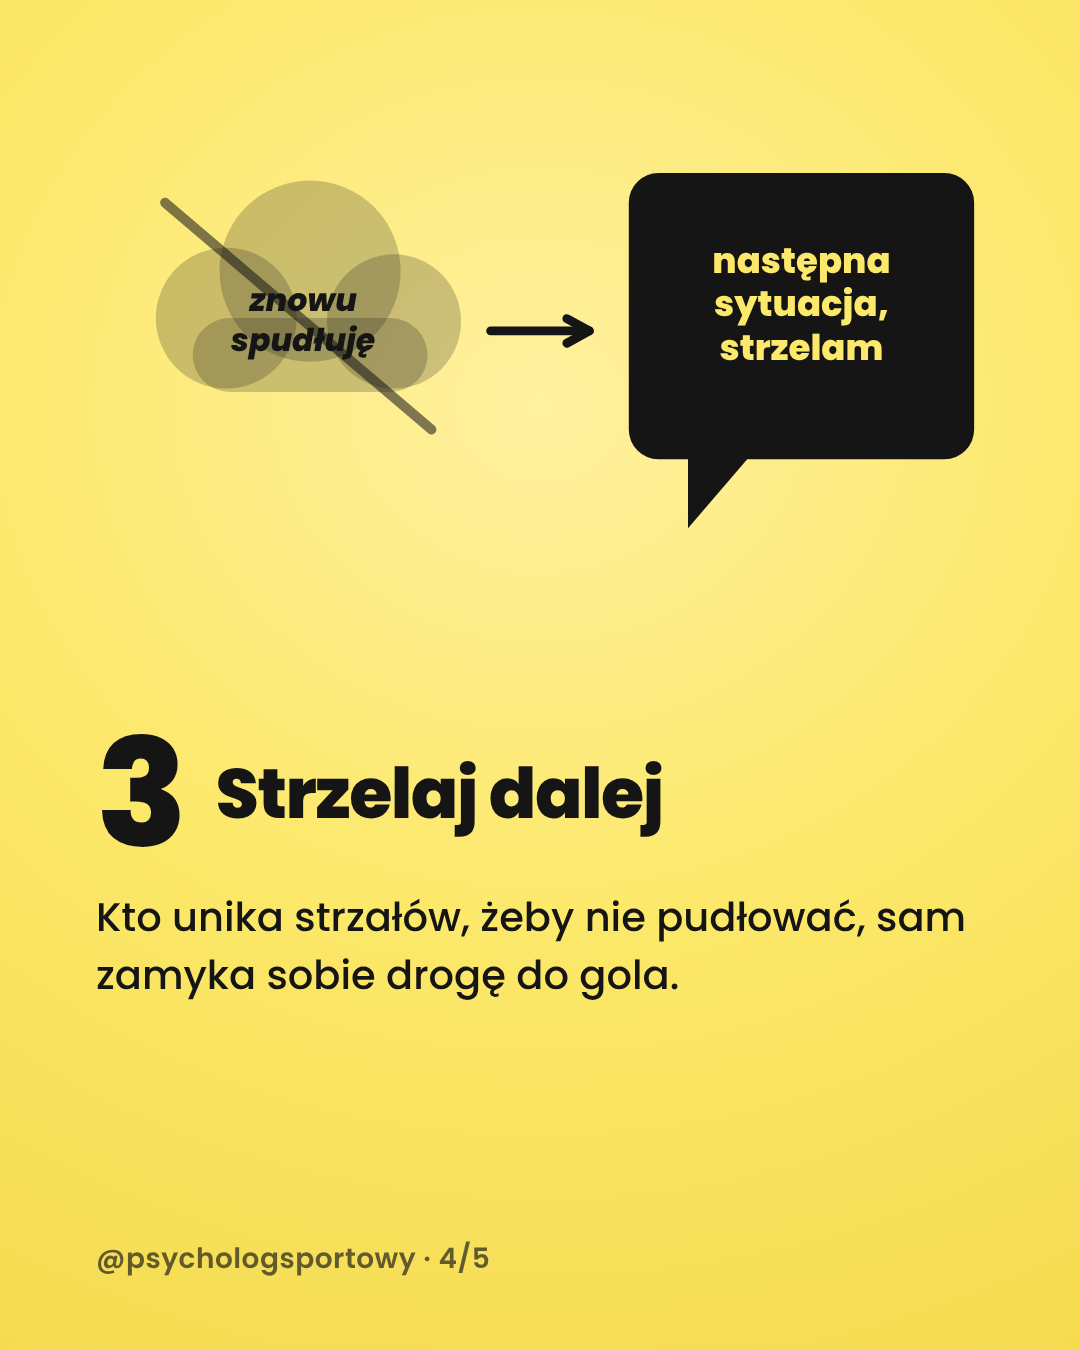 znowu
spudłuję
następna
sytuacja,
strzelam
3 Strzelaj dalej
Kto unika strzałów, żeby nie pudłować, sam
zamyka sobie drogę do gola.
@psychologsportowy · 4/5